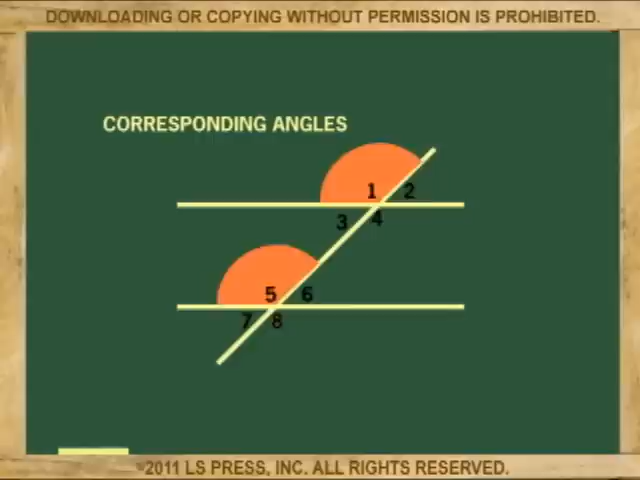 DOWNLOADING OR COPYING WITHOUT PERMISSION IS PROHIBITED.
CORRESPONDING ANGLES
1 2
3 4
5 6
7 8
©2011 LS PRESS, INC. ALL RIGHTS RESERVED.